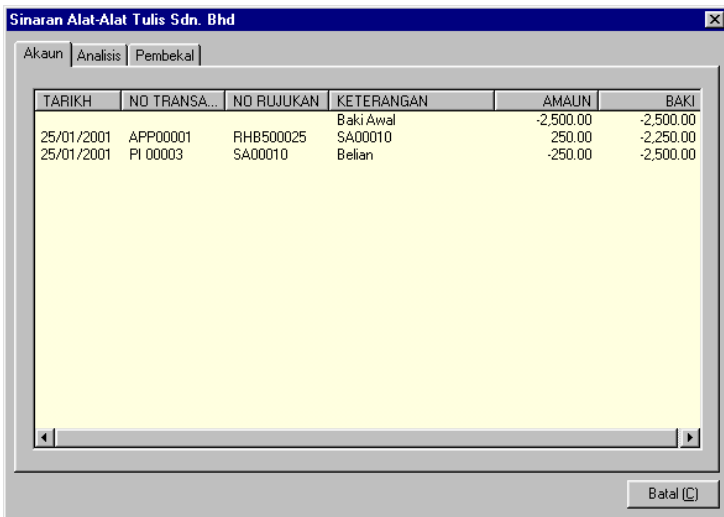 Sinaran Alat-Alat Tulis Sdn. Bhd
Akaun Analisis Pembekal
TARIKH NO TRANSA... NO RUJUKAN KETERANGAN AMAUN BAKI
Baki Awal -2,500.00 -2,500.00
25/01/2001 APP00001 RHB500025 SA00010 250.00 -2,250.00
25/01/2001 PI 00003 SA00010 Belian -250.00 -2,500.00
Batal (C)